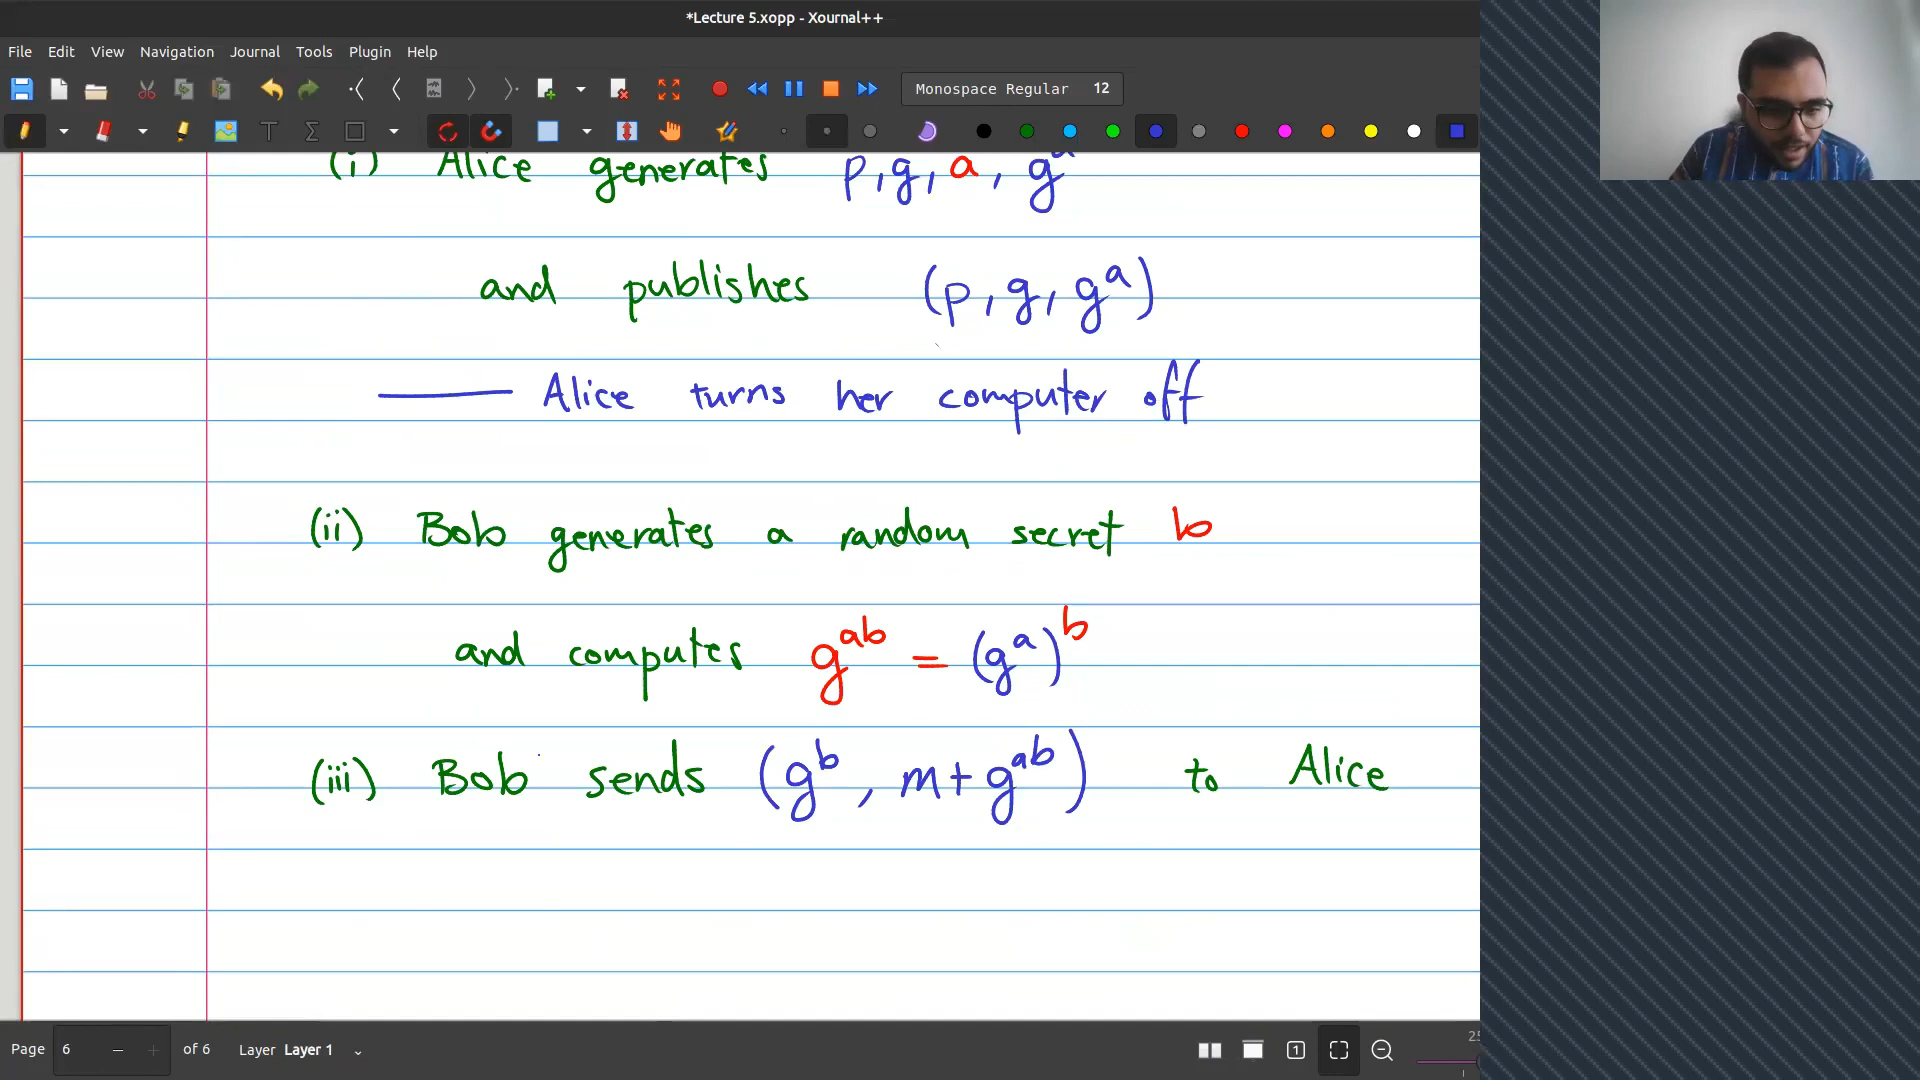 *Lecture 5.xopp - Xournal++
File Edit View Navigation Journal Tools Plugin Help
Monospace Regular 12
(i) Alice generates p, g, a, g^a
and publishes (p, g, g^a)
Alice turns her computer off
(ii) Bob generates a random secret b
and computes g^ab = (g^a)^b
(iii) Bob sends (g^b, m+g^ab) to Alice
Page 6 of 6 Layer Layer 1